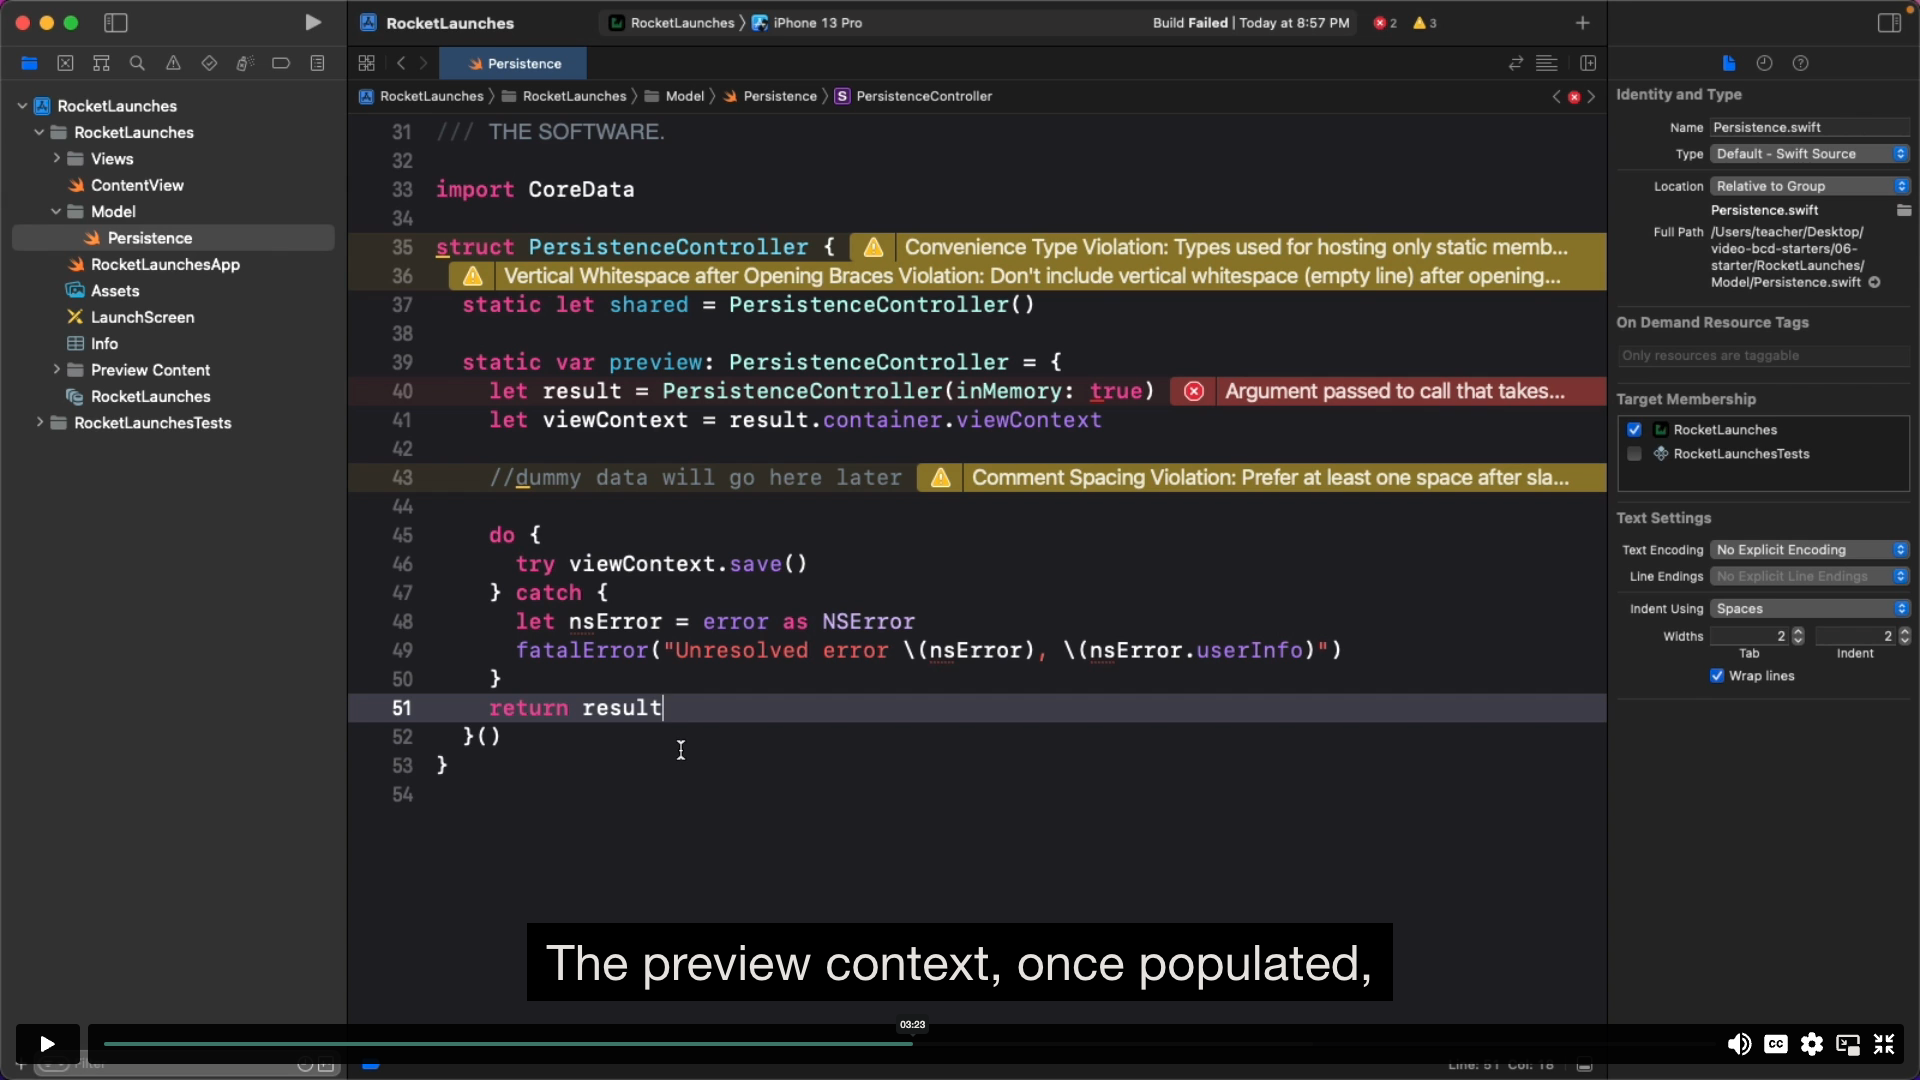 RocketLaunches
RocketLaunches
iPhone 13 Pro
Build Failed | Today at 8:57 PM
2
3
Persistence
RocketLaunches
RocketLaunches
Model
Persistence
S
PersistenceController
RocketLaunches
RocketLaunches
Views
ContentView
Model
Persistence
RocketLaunchesApp
Assets
LaunchScreen
Info
Preview Content
RocketLaunches
RocketLaunchesTests
31 /// THE SOFTWARE.
32
33 import CoreData
34
35 struct PersistenceController { Convenience Type Violation: Types used for hosting only static memb...
36 Vertical Whitespace after Opening Braces Violation: Don't include vertical whitespace (empty line) after opening...
37 static let shared = PersistenceController()
38
39 static var preview: PersistenceController = {
40 let result = PersistenceController(inMemory: true) Argument passed to call that takes...
41 let viewContext = result.container.viewContext
42
43 //dummy data will go here later Comment Spacing Violation: Prefer at least one space after sla...
44
45 do {
46 try viewContext.save()
47 } catch {
48 let nsError = error as NSError
49 fatalError("Unresolved error \(nsError), \(nsError.userInfo)")
50 }
51 return result
52 }()
53 }
54
Identity and Type
Name Persistence.swift
Type Default - Swift Source
Location Relative to Group
Persistence.swift
Full Path /Users/teacher/Desktop/
video-bcd-starters/06-
starter/RocketLaunches/
Model/Persistence.swift
On Demand Resource Tags
Only resources are taggable
Target Membership
RocketLaunches
RocketLaunchesTests
Text Settings
Text Encoding No Explicit Encoding
Line Endings No Explicit Line Endings
Indent Using Spaces
Widths 2 2
Tab Indent
Wrap lines
The preview context, once populated,
03:23
CC
Filter
Line: 51 Col: 18